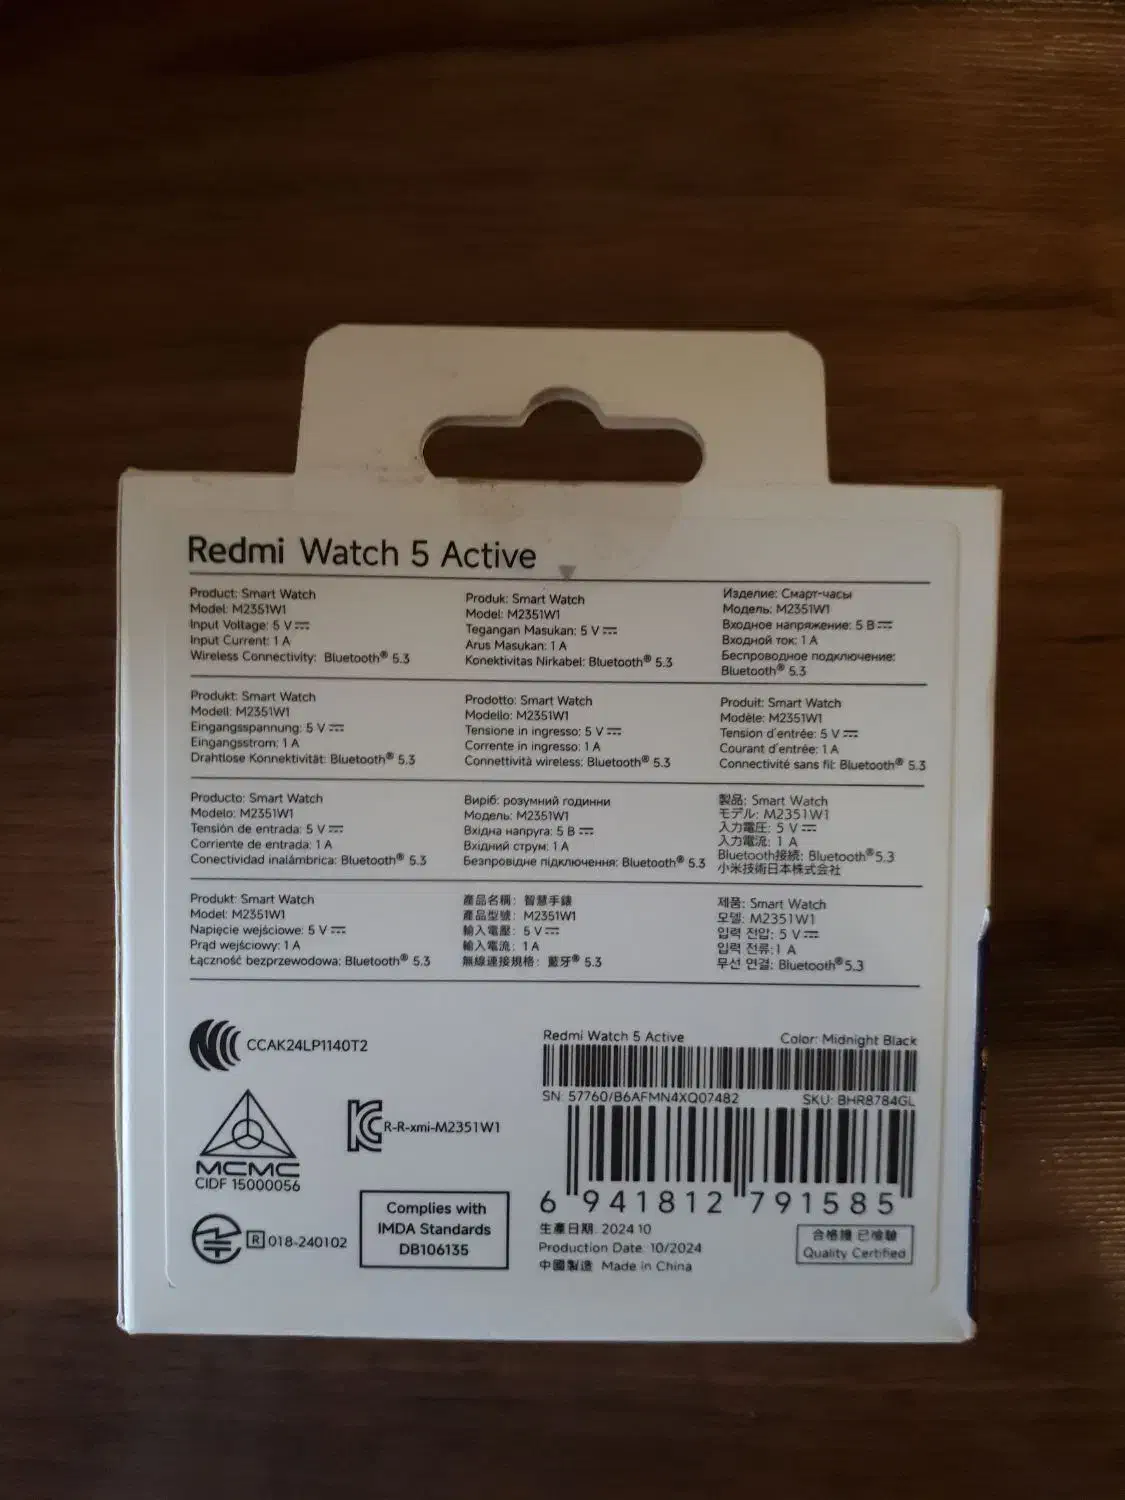 Redmi Watch 5 Active
Product: Smart Watch
Model: M2351W1
Input Voltage: 5 V⎓
Input Current: 1 A
Wireless Connectivity: Bluetooth® 5.3
Produk: Smart Watch
Model: M2351W1
Tegangan Masukan: 5 V⎓
Arus Masukan: 1 A
Konektivitas Nirkabel: Bluetooth® 5.3
Изделие: Смарт-часы
Модель: M2351W1
Входное напряжение: 5 В⎓
Входной ток: 1 A
Беспроводное подключение:
Bluetooth® 5.3
Produkt: Smart Watch
Modell: M2351W1
Eingangsspannung: 5 V⎓
Eingangsstrom: 1 A
Drahtlose Konnektivität: Bluetooth® 5.3
Prodotto: Smart Watch
Modello: M2351W1
Tensione in ingresso: 5 V⎓
Corrente in ingresso: 1 A
Connettività wireless: Bluetooth® 5.3
Produit: Smart Watch
Modèle: M2351W1
Tension d'entrée: 5 V⎓
Courant d'entrée: 1 A
Connectivité sans fil: Bluetooth® 5.3
Producto: Smart Watch
Modelo: M2351W1
Tensión de entrada: 5 V⎓
Corriente de entrada: 1 A
Conectividad inalámbrica: Bluetooth® 5.3
Виріб: розумний годинни
Модель: M2351W1
Вхідна напруга: 5 В⎓
Вхідний струм: 1 A
Безпровідне підключення: Bluetooth® 5.3
製品: Smart Watch
モデル: M2351W1
入力電圧: 5 V⎓
入力電流: 1 A
Bluetooth接続: Bluetooth® 5.3
小米技術日本株式会社
Produkt: Smart Watch
Model: M2351W1
Napięcie wejściowe: 5 V⎓
Prąd wejściowy: 1 A
Łączność bezprzewodowa: Bluetooth® 5.3
產品名稱: 智慧手錶
產品型號: M2351W1
輸入電壓: 5 V⎓
輸入電流: 1 A
無線連接規格: 藍牙® 5.3
제품: Smart Watch
모델: M2351W1
입력 전압: 5 V⎓
입력 전류: 1 A
무선 연결: Bluetooth® 5.3
CCAK24LP1140T2
MCMC
CIDF 15000056
R-R-xmi-M2351W1
R 018-240102
Complies with
IMDA Standards
DB106135
Redmi Watch 5 Active Color: Midnight Black
SN: 57760/B6AFMN4XQ07482 SKU: BHR8784GL
6 941812 791585
生產日期: 2024.10
Production Date: 10/2024
中國製造 Made in China
合格證 已檢驗
Quality Certified